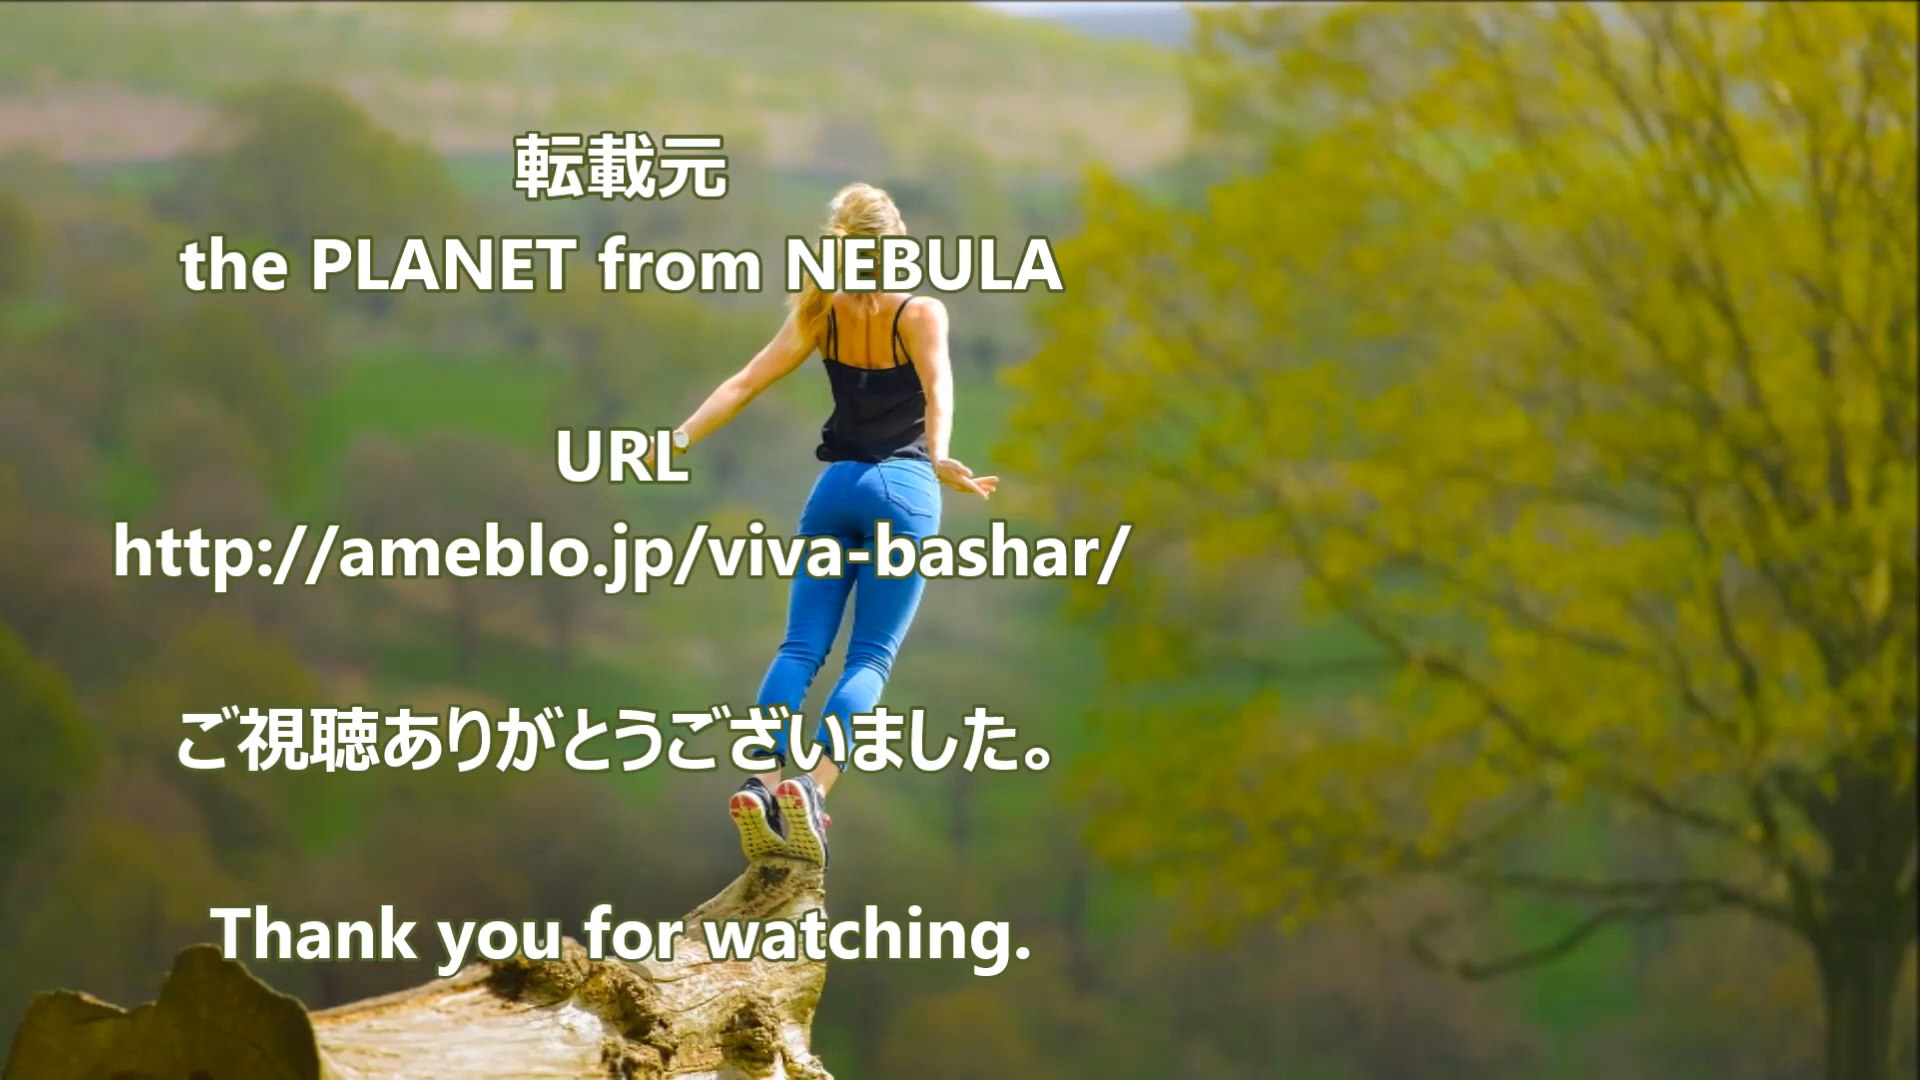 転載元
the PLANET from NEBULA
URL
http://ameblo.jp/viva-bashar/
ご視聴ありがとうございました。
Thank you for watching.